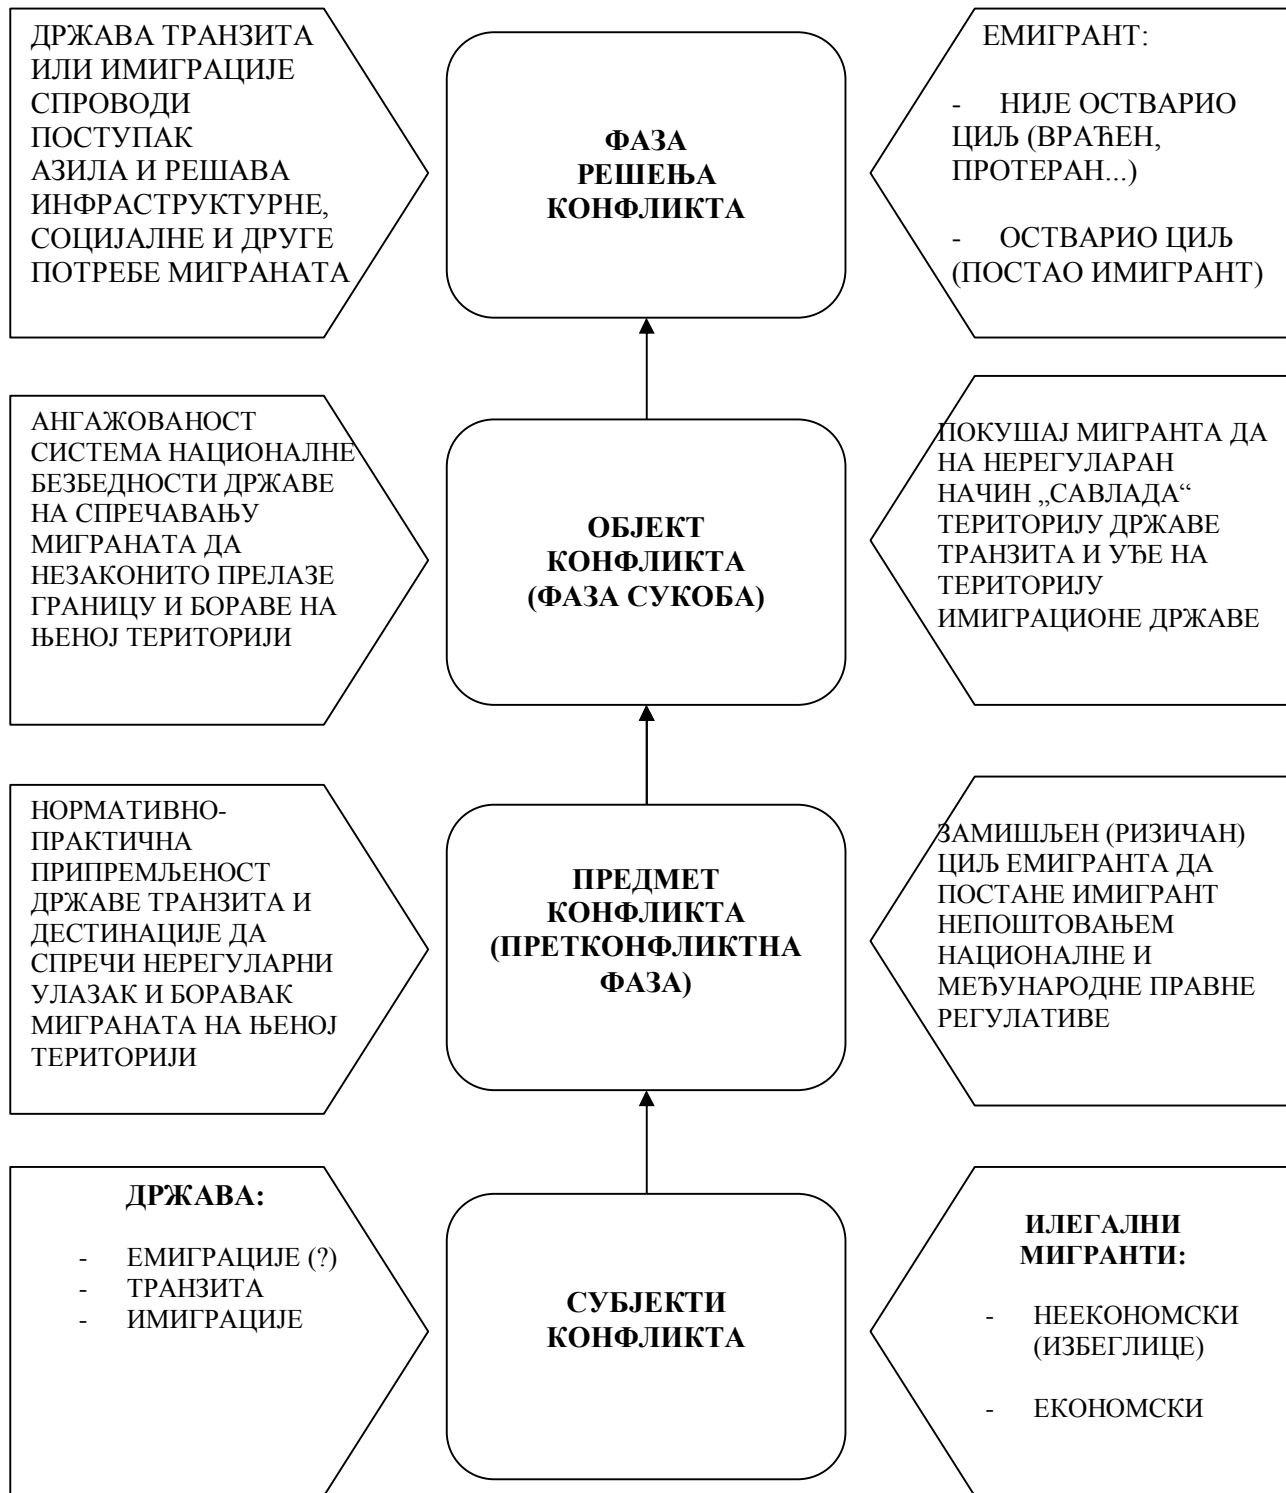 ДРЖАВА ТРАНЗИТА
ИЛИ ИМИГРАЦИЈЕ
СПРОВОДИ
ПОСТУПАК
АЗИЛА И РЕШАВА
ИНФРАСТРУКТУРНЕ,
СОЦИЈАЛНЕ И ДРУГЕ
ПОТРЕБЕ МИГРАНАТА
ФАЗА
РЕШЕЊА
КОНФЛИКТА
ЕМИГРАНТ:
- НИЈЕ ОСТВАРИО
ЦИЉ (ВРАЋЕН,
ПРОТЕРАН...)
- ОСТВАРИО ЦИЉ
(ПОСТАО ИМИГРАНТ)
АНГАЖОВАНОСТ
СИСТЕМА НАЦИОНАЛНЕ
БЕЗБЕДНОСТИ ДРЖАВЕ
НА СПРЕЧАВАЊУ
МИГРАНАТА ДА
НЕЗАКОНИТО ПРЕЛАЗЕ
ГРАНИЦУ И БОРАВЕ НА
ЊЕНОЈ ТЕРИТОРИЈИ
ОБЈЕКТ
КОНФЛИКТА
(ФАЗА СУКОБА)
ПОКУШАЈ МИГРАНТА ДА
НА НЕРЕГУЛАРАН
НАЧИН „САВЛАДА“
ТЕРИТОРИЈУ ДРЖАВЕ
ТРАНЗИТА И УЂЕ НА
ТЕРИТОРИЈУ
ИМИГРАЦИОНЕ ДРЖАВЕ
НОРМАТИВНО-
ПРАКТИЧНА
ПРИПРЕМЉЕНОСТ
ДРЖАВЕ ТРАНЗИТА И
ДЕСТИНАЦИЈЕ ДА
СПРЕЧИ НЕРЕГУЛАРНИ
УЛАЗАК И БОРАВАК
МИГРАНАТА НА ЊЕНОЈ
ТЕРИТОРИЈИ
ПРЕДМЕТ
КОНФЛИКТА
(ПРЕТКОНФЛИКТНА
ФАЗА)
ЗАМИШЉЕН (РИЗИЧАН)
ЦИЉ ЕМИГРАНТА ДА
ПОСТАНЕ ИМИГРАНТ
НЕПОШТОВАЊЕМ
НАЦИОНАЛНЕ И
МЕЂУНАРОДНЕ ПРАВНЕ
РЕГУЛАТИВЕ
ДРЖАВА:
- ЕМИГРАЦИЈЕ (?)
- ТРАНЗИТА
- ИМИГРАЦИЈЕ
СУБЈЕКТИ
КОНФЛИКТА
ИЛЕГАЛНИ
МИГРАНТИ:
- НЕЕКОНОМСКИ
(ИЗБЕГЛИЦЕ)
- ЕКОНОМСКИ